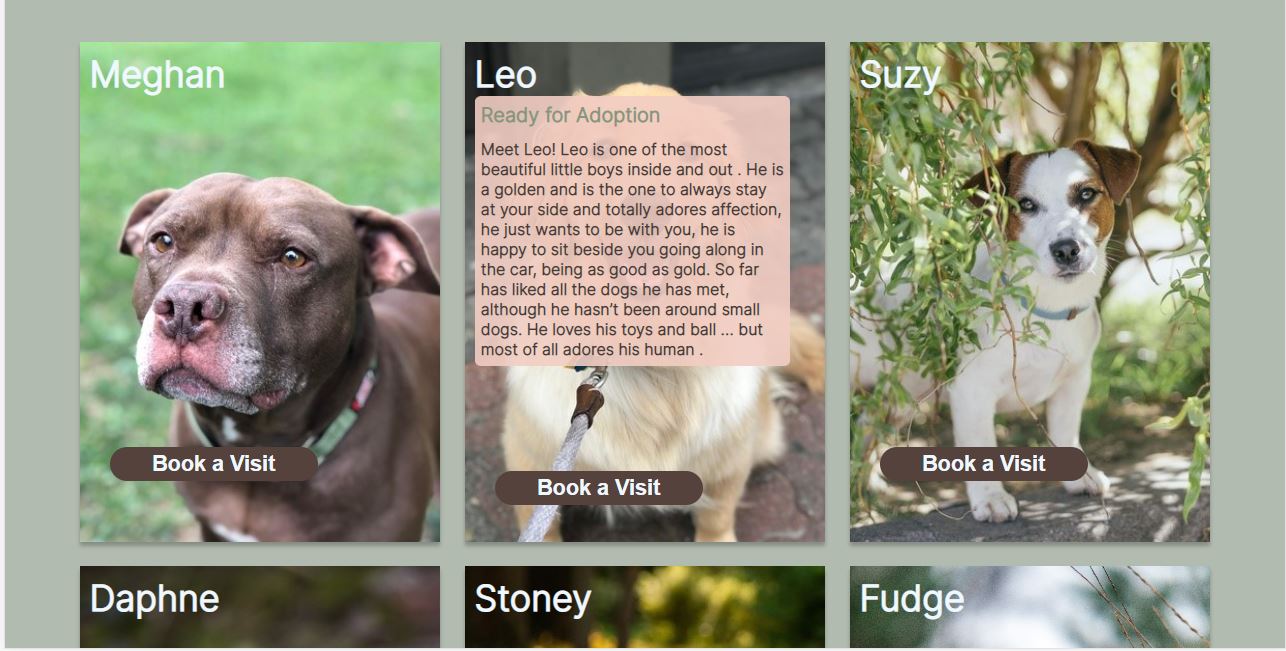 Meghan
Leo
Suzy
Ready for Adoption
Meet Leo! Leo is one of the most
beautiful little boys inside and out . He is
a golden and is the one to always stay
at your side and totally adores affection,
he just wants to be with you, he is
happy to sit beside you going along in
the car, being as good as gold. So far
has liked all the dogs he has met,
although he hasn’t been around small
dogs. He loves his toys and ball ... but
most of all adores his human .
Book a Visit
Book a Visit
Book a Visit
Daphne
Stoney
Fudge